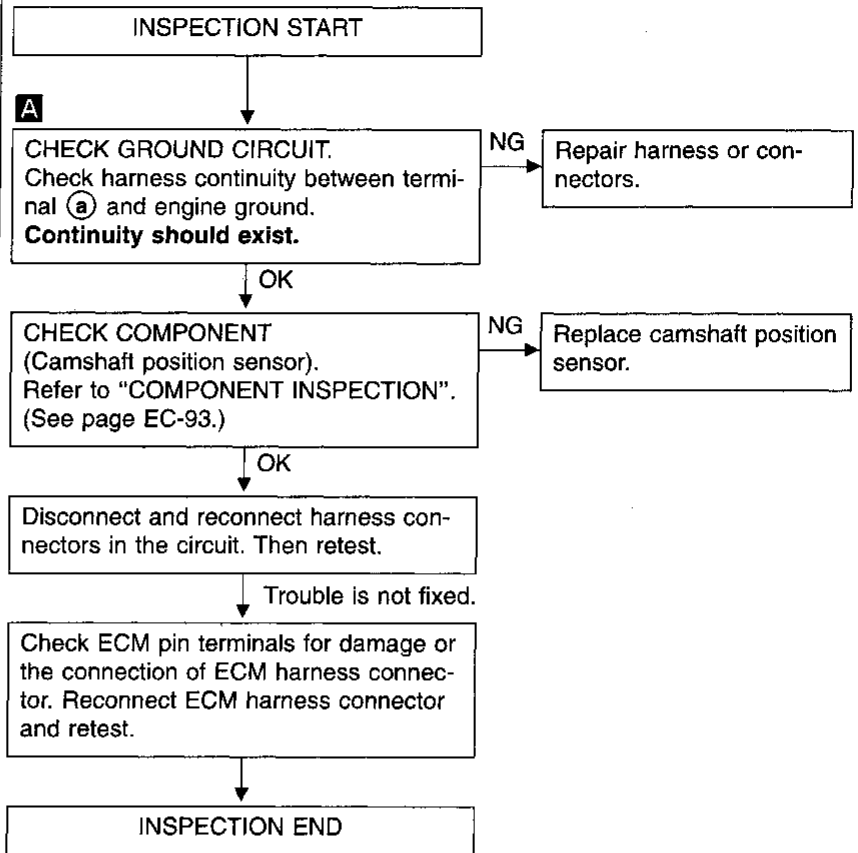 INSPECTION START
A
CHECK GROUND CIRCUIT.
Check harness continuity between termi-
nal ⓐ and engine ground.
Continuity should exist.
NG
Repair harness or con-
nectors.
OK
CHECK COMPONENT
(Camshaft position sensor).
Refer to “COMPONENT INSPECTION”.
(See page EC-93.)
NG
Replace camshaft position
sensor.
OK
Disconnect and reconnect harness con-
nectors in the circuit. Then retest.
Trouble is not fixed.
Check ECM pin terminals for damage or
the connection of ECM harness connec-
tor. Reconnect ECM harness connector
and retest.
INSPECTION END